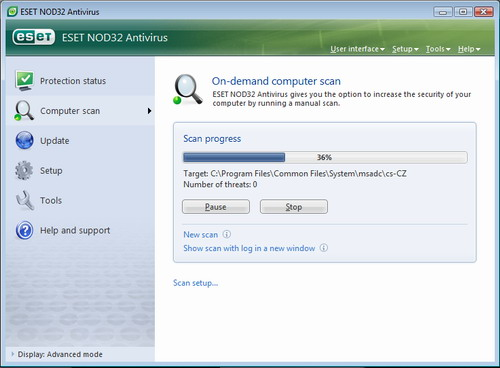 ESET NOD32 Antivirus
eset ESET NOD32 Antivirus
User interface Setup Tools Help
Protection status
Computer scan
Update
Setup
Tools
Help and support
Display: Advanced mode
On-demand computer scan
ESET NOD32 Antivirus gives you the option to increase the security of your
computer by running a manual scan.
Scan progress
36%
Target: C:\Program Files\Common Files\System\msadc\cs-CZ
Number of threats: 0
Pause Stop
New scan
Show scan with log in a new window
Scan setup...